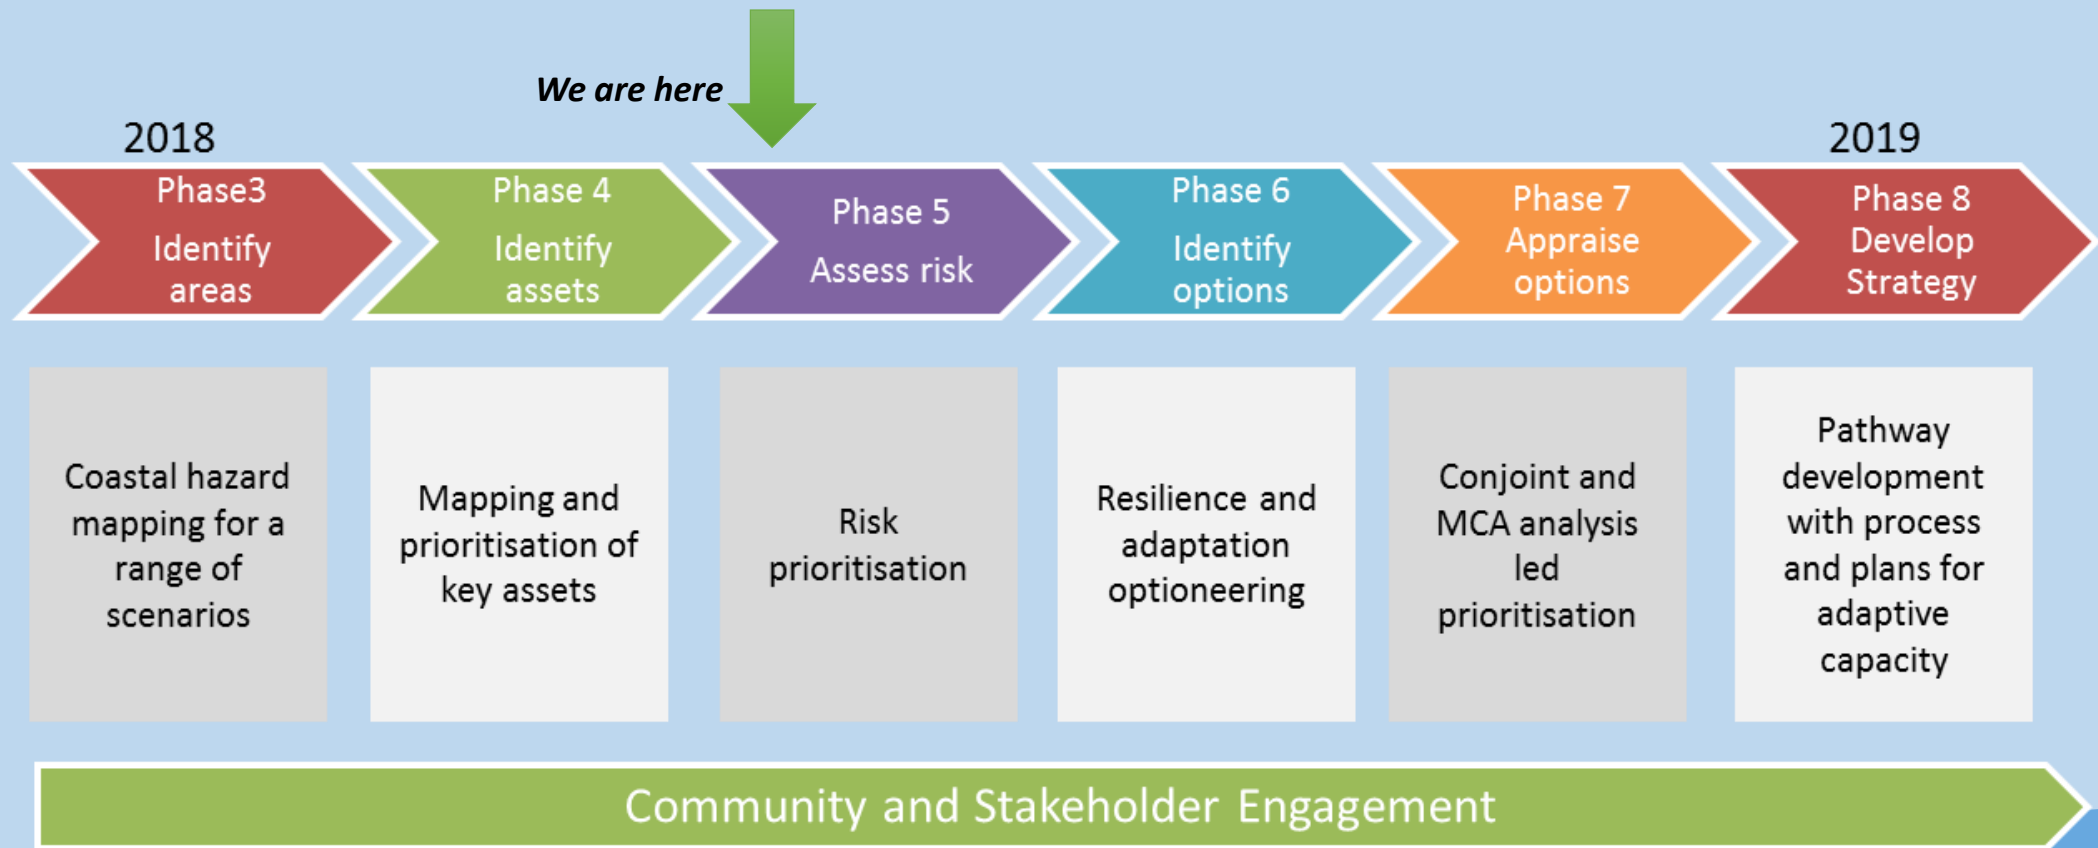 We are here
2018
2019
Phase3
Identify
areas
Phase 4
Identify
assets
Phase 5
Assess risk
Phase 6
Identify
options
Phase 7
Appraise
options
Phase 8
Develop
Strategy
Coastal hazard
mapping for a
range of
scenarios
Mapping and
prioritisation of
key assets
Risk
prioritisation
Resilience and
adaptation
optioneering
Conjoint and
MCA analysis
led
prioritisation
Pathway
development
with process
and plans for
adaptive
capacity
Community and Stakeholder Engagement